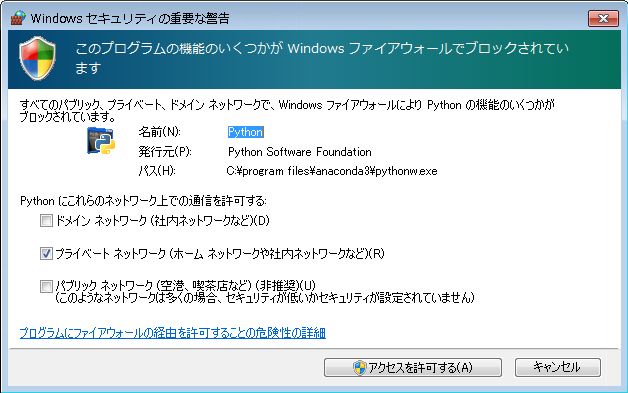 Windows セキュリティの重要な警告
このプログラムの機能のいくつかが Windows ファイアウォールでブロックされてい
ます
すべてのパブリック、プライベート、ドメイン ネットワークで、Windows ファイアウォールにより Python の機能のいくつかが
ブロックされています。
名前(N): Python
発行元(P): Python Software Foundation
パス(H): C:¥program files¥anaconda3¥pythonw.exe
Python にこれらのネットワーク上での通信を許可する:
ドメイン ネットワーク (社内ネットワークなど)(D)
プライベート ネットワーク (ホーム ネットワークや社内ネットワークなど)(R)
パブリック ネットワーク (空港、喫茶店など) (非推奨)(U)
(このようなネットワークは多くの場合、セキュリティが低いかセキュリティが設定されていません)
プログラムにファイアウォールの経由を許可することの危険性の詳細
アクセスを許可する(A)
キャンセル